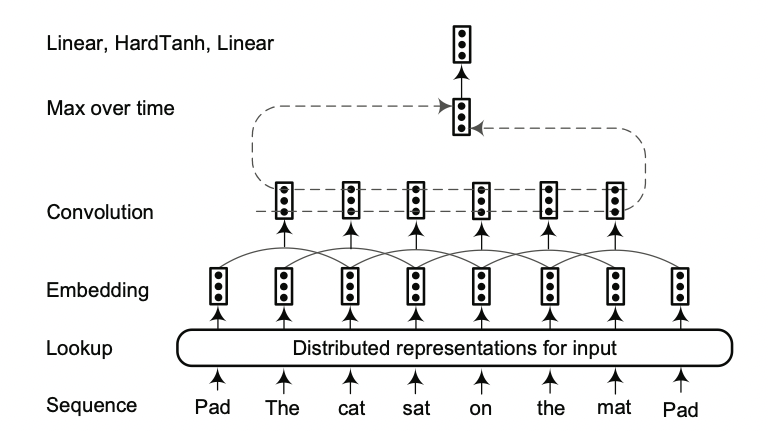 Linear, HardTanh, Linear
Max over time
Convolution
Embedding
Lookup
Distributed representations for input
Sequence
Pad The cat sat on the mat Pad